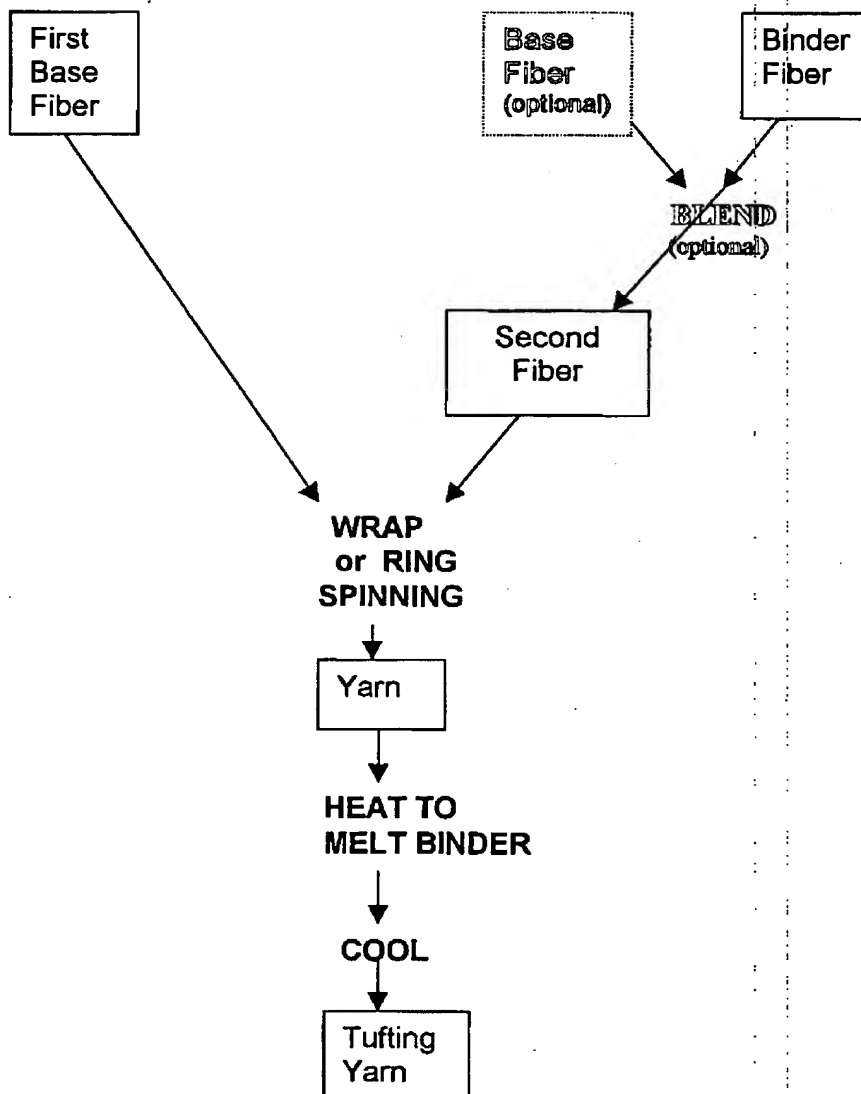 First
Base
Fiber
Base
Fiber
(optional)
Binder
Fiber
BLEND
(optional)
Second
Fiber
WRAP
or RING
SPINNING
Yarn
HEAT TO
MELT BINDER
COOL
Tufting
Yarn